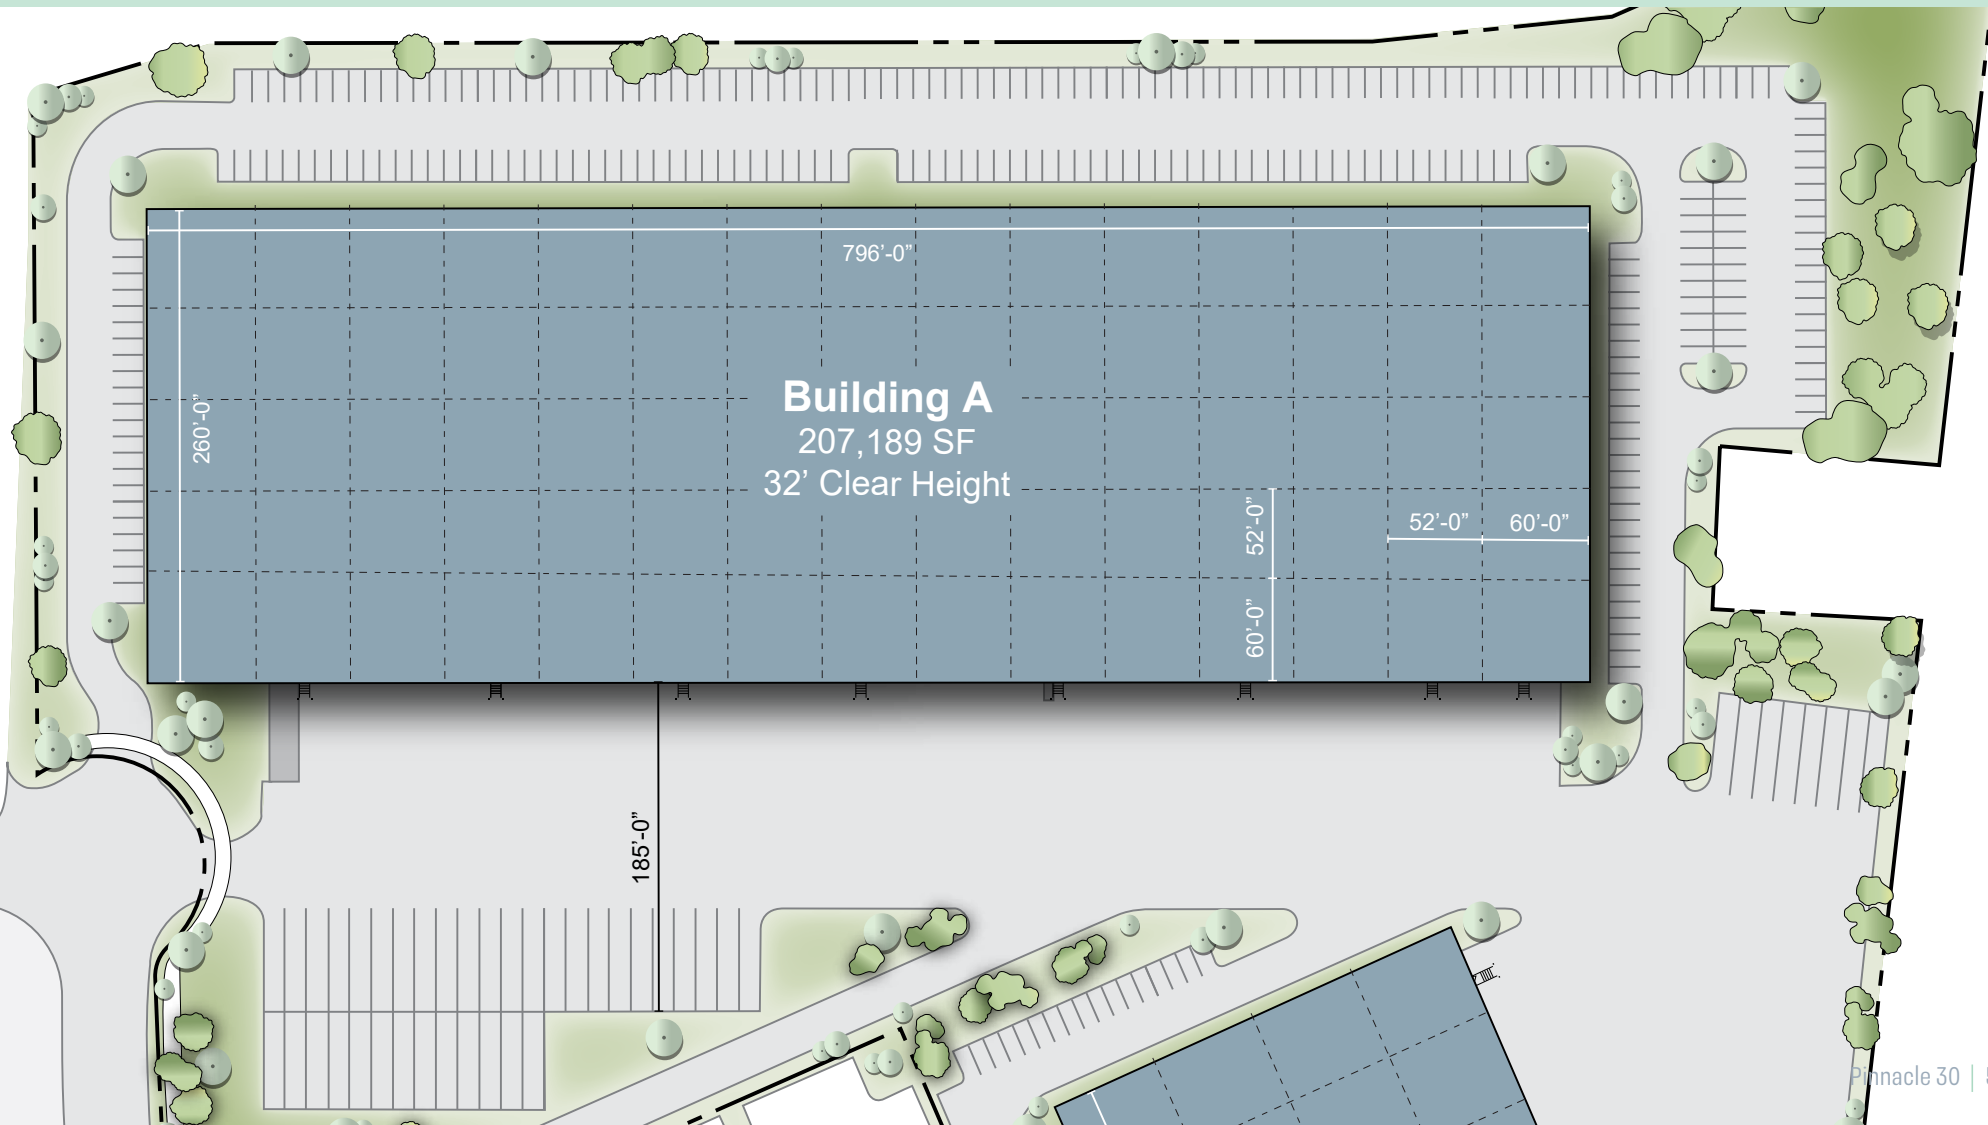 796’-0”
Building A
207,189 SF
32’ Clear Height
260’-0”
52’-0”
52’-0” 60’-0”
60’-0”
185’-0”
Pinnacle 30 |